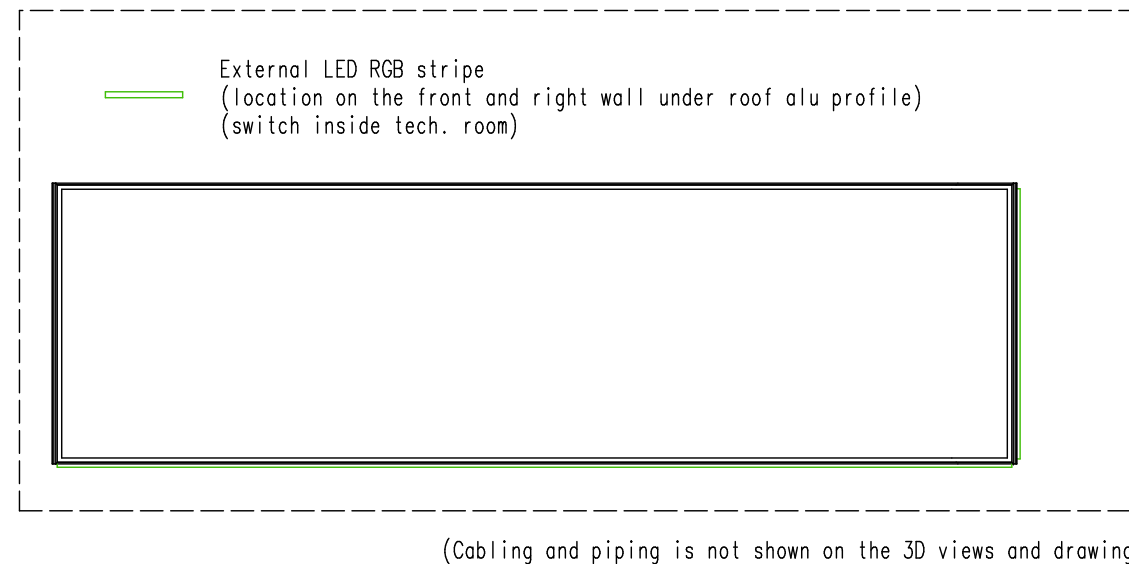 External LED RGB stripe
(location on the front and right wall under roof alu profile)
(switch inside tech. room)
(Cabling and piping is not shown on the 3D views and drawing